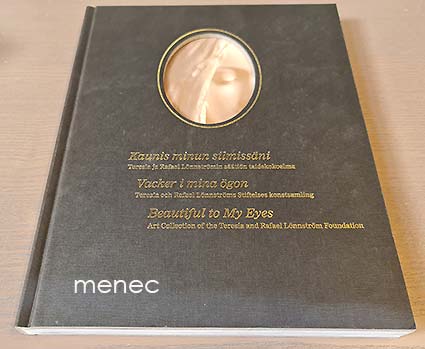 Kaunis minun silmissäni
Teresia ja Rafael Lönnströmin säätiön taidekokoelma
Vacker i mina ögon
Teresia och Rafael Lönnströms Stiftelses konstsamling
Beautiful to My Eyes
Art Collection of the Teresia and Rafael Lönnström Foundation
menec